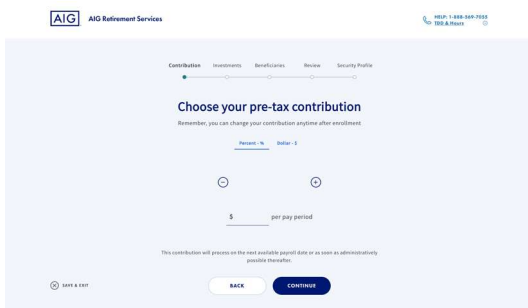 AIG
AIG Retirement Services
HELP: 1-888-569-7055
TDD & Hours
Contribution Investments Beneficiaries Review Security Profile
Choose your pre-tax contribution
Remember, you can change your contribution anytime after enrollment
Percent - % Dollar - $
$ per pay period
This contribution will process on the next available payroll date or as soon as administratively
possible thereafter.
SAVE & EXIT
BACK
CONTINUE